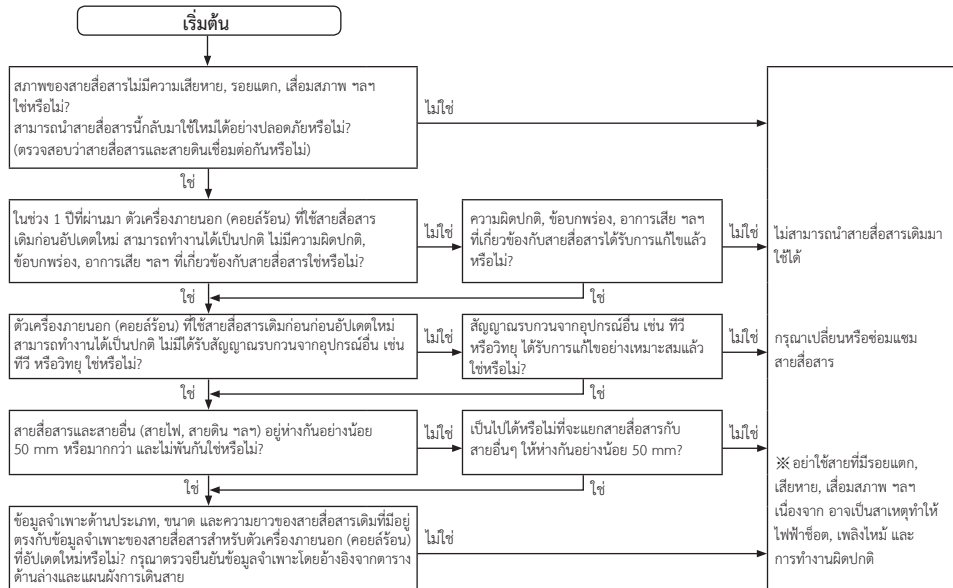 เริ่มต้น
สภาพของสายสื่อสารไม่มีความเสียหาย, รอยแตก, เสื่อมสภาพ ฯลฯ
ใช่หรือไม่?
สามารถนำสายสื่อสารนี้กลับมาใช้ใหม่ได้อย่างปลอดภัยหรือไม่?
(ตรวจสอบว่าสายสื่อสารและสายดินเชื่อมต่อกันหรือไม่)
ไม่ใช่
ใช่
ในช่วง 1 ปีที่ผ่านมา ตัวเครื่องภายนอก (คอยล์ร้อน) ที่ใช้สายสื่อสาร
เดิมก่อนอัปเดตใหม่ สามารถทำงานได้เป็นปกติ ไม่มีความผิดปกติ,
ข้อบกพร่อง, อาการเสีย ฯลฯ ที่เกี่ยวข้องกับสายสื่อสารใช่หรือไม่?
ไม่ใช่
ความผิดปกติ, ข้อบกพร่อง, อาการเสีย ฯลฯ
ที่เกี่ยวข้องกับสายสื่อสารได้รับการแก้ไขแล้ว
หรือไม่?
ไม่ใช่
ไม่สามารถนำสายสื่อสารเดิมมา
ใช้ได้
ใช่
ใช่
ตัวเครื่องภายนอก (คอยล์ร้อน) ที่ใช้สายสื่อสารเดิมก่อนก่อนอัปเดตใหม่
สามารถทำงานได้เป็นปกติ ไม่มีได้รับสัญญาณรบกวนจากอุปกรณ์อื่น เช่น
ทีวี หรือวิทยุ ใช่หรือไม่?
ไม่ใช่
สัญญาณรบกวนจากอุปกรณ์อื่น เช่น ทีวี
หรือวิทยุ ได้รับการแก้ไขอย่างเหมาะสมแล้ว
ใช่หรือไม่?
ไม่ใช่
กรุณาเปลี่ยนหรือซ่อมแซม
สายสื่อสาร
ใช่
ใช่
สายสื่อสารและสายอื่น (สายไฟ, สายดิน ฯลฯ) อยู่ห่างกันอย่างน้อย
50 mm หรือมากกว่า และไม่พันกันใช่หรือไม่?
ไม่ใช่
เป็นไปได้หรือไม่ที่จะแยกสายสื่อสารกับ
สายอื่นๆ ให้ห่างกันอย่างน้อย 50 mm?
ไม่ใช่
ใช่
ใช่
ข้อมูลจำเพาะด้านประเภท, ขนาด และความยาวของสายสื่อสารเดิมที่มีอยู่
ตรงกับข้อมูลจำเพาะของสายสื่อสารสำหรับตัวเครื่องภายนอก (คอยล์ร้อน)
ที่อัปเดตใหม่หรือไม่? กรุณาตรวจยืนยันข้อมูลจำเพาะโดยอ้างอิงจากตาราง
ด้านล่างและแผนผังการเดินสาย
ไม่ใช่
※ อย่าใช้สายที่มีรอยแตก,
เสียหาย, เสื่อมสภาพ ฯลฯ
เนื่องจาก อาจเป็นสาเหตุทำให้
ไฟฟ้าช็อต, เพลิงไหม้ และ
การทำงานผิดปกติ